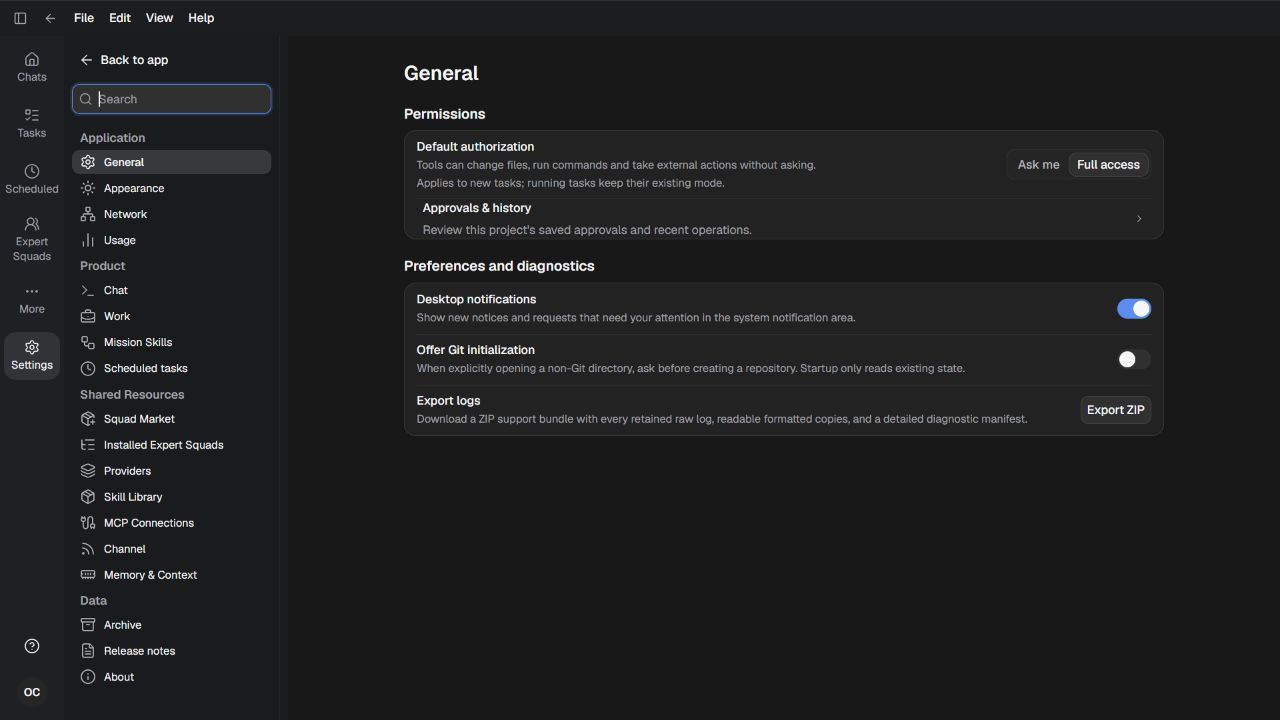 File Edit View Help
Chats
Tasks
Scheduled
Expert
Squads
More
Settings
OC
Back to app
Search
Application
General
Appearance
Network
Usage
Product
Chat
Work
Mission Skills
Scheduled tasks
Shared Resources
Squad Market
Installed Expert Squads
Providers
Skill Library
MCP Connections
Channel
Memory & Context
Data
Archive
Release notes
About
General
Permissions
Default authorization
Tools can change files, run commands and take external actions without asking.
Applies to new tasks; running tasks keep their existing mode.
Ask me Full access
Approvals & history
Review this project's saved approvals and recent operations.
Preferences and diagnostics
Desktop notifications
Show new notices and requests that need your attention in the system notification area.
Offer Git initialization
When explicitly opening a non-Git directory, ask before creating a repository. Startup only reads existing state.
Export logs
Download a ZIP support bundle with every retained raw log, readable formatted copies, and a detailed diagnostic manifest.
Export ZIP